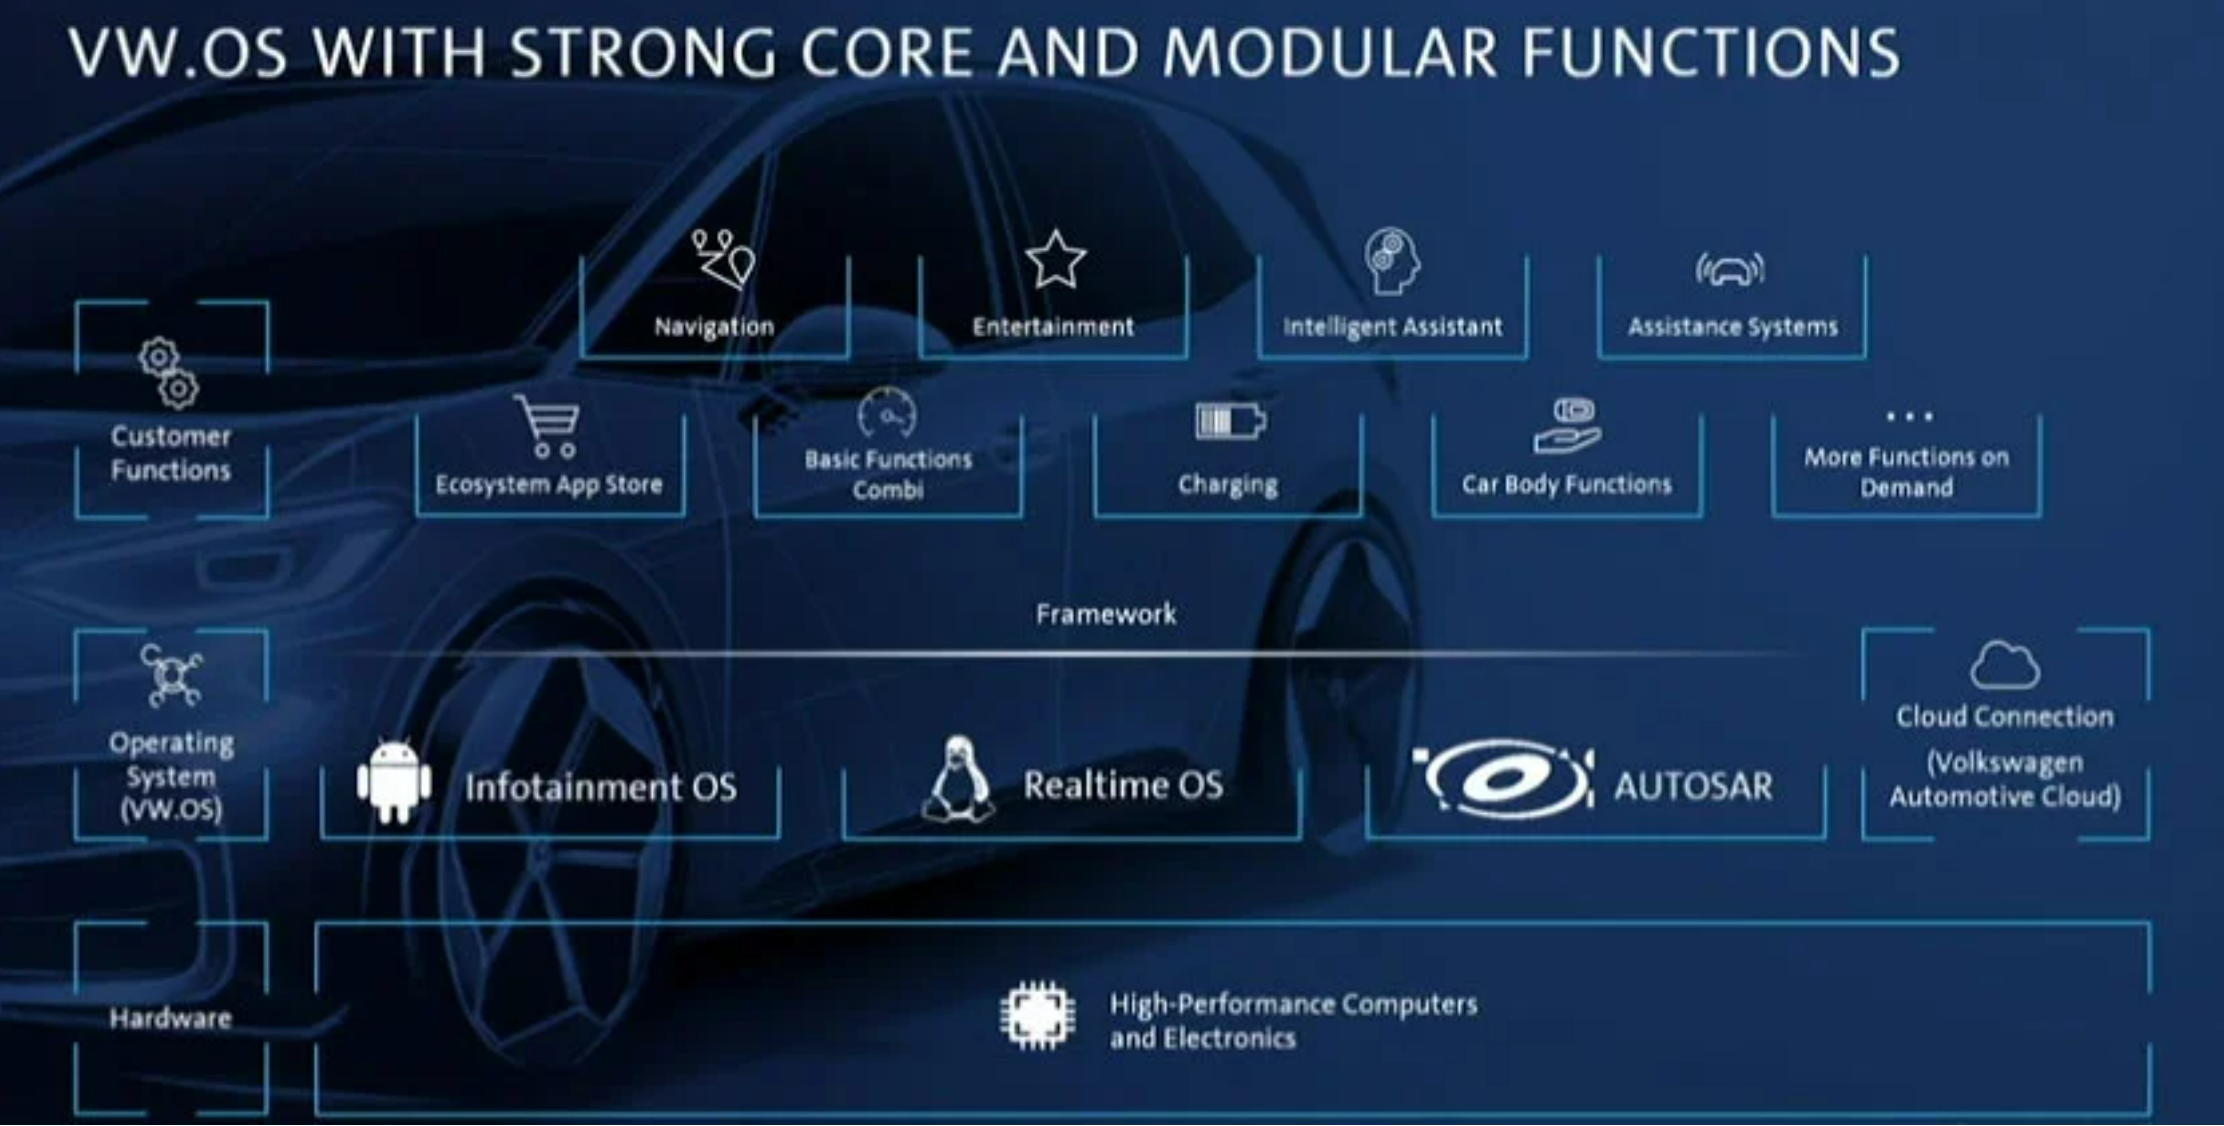 VW.OS WITH STRONG CORE AND MODULAR FUNCTIONS
Navigation
Entertainment
Intelligent Assistant
Assistance Systems
Customer
Functions
Ecosystem App Store
Basic Functions
Combi
Charging
Car Body Functions
...
More Functions on
Demand
Framework
Operating
System
(VW.OS)
Infotainment OS
Realtime OS
AUTOSAR
Cloud Connection
(Volkswagen
Automotive Cloud)
Hardware
High-Performance Computers
and Electronics